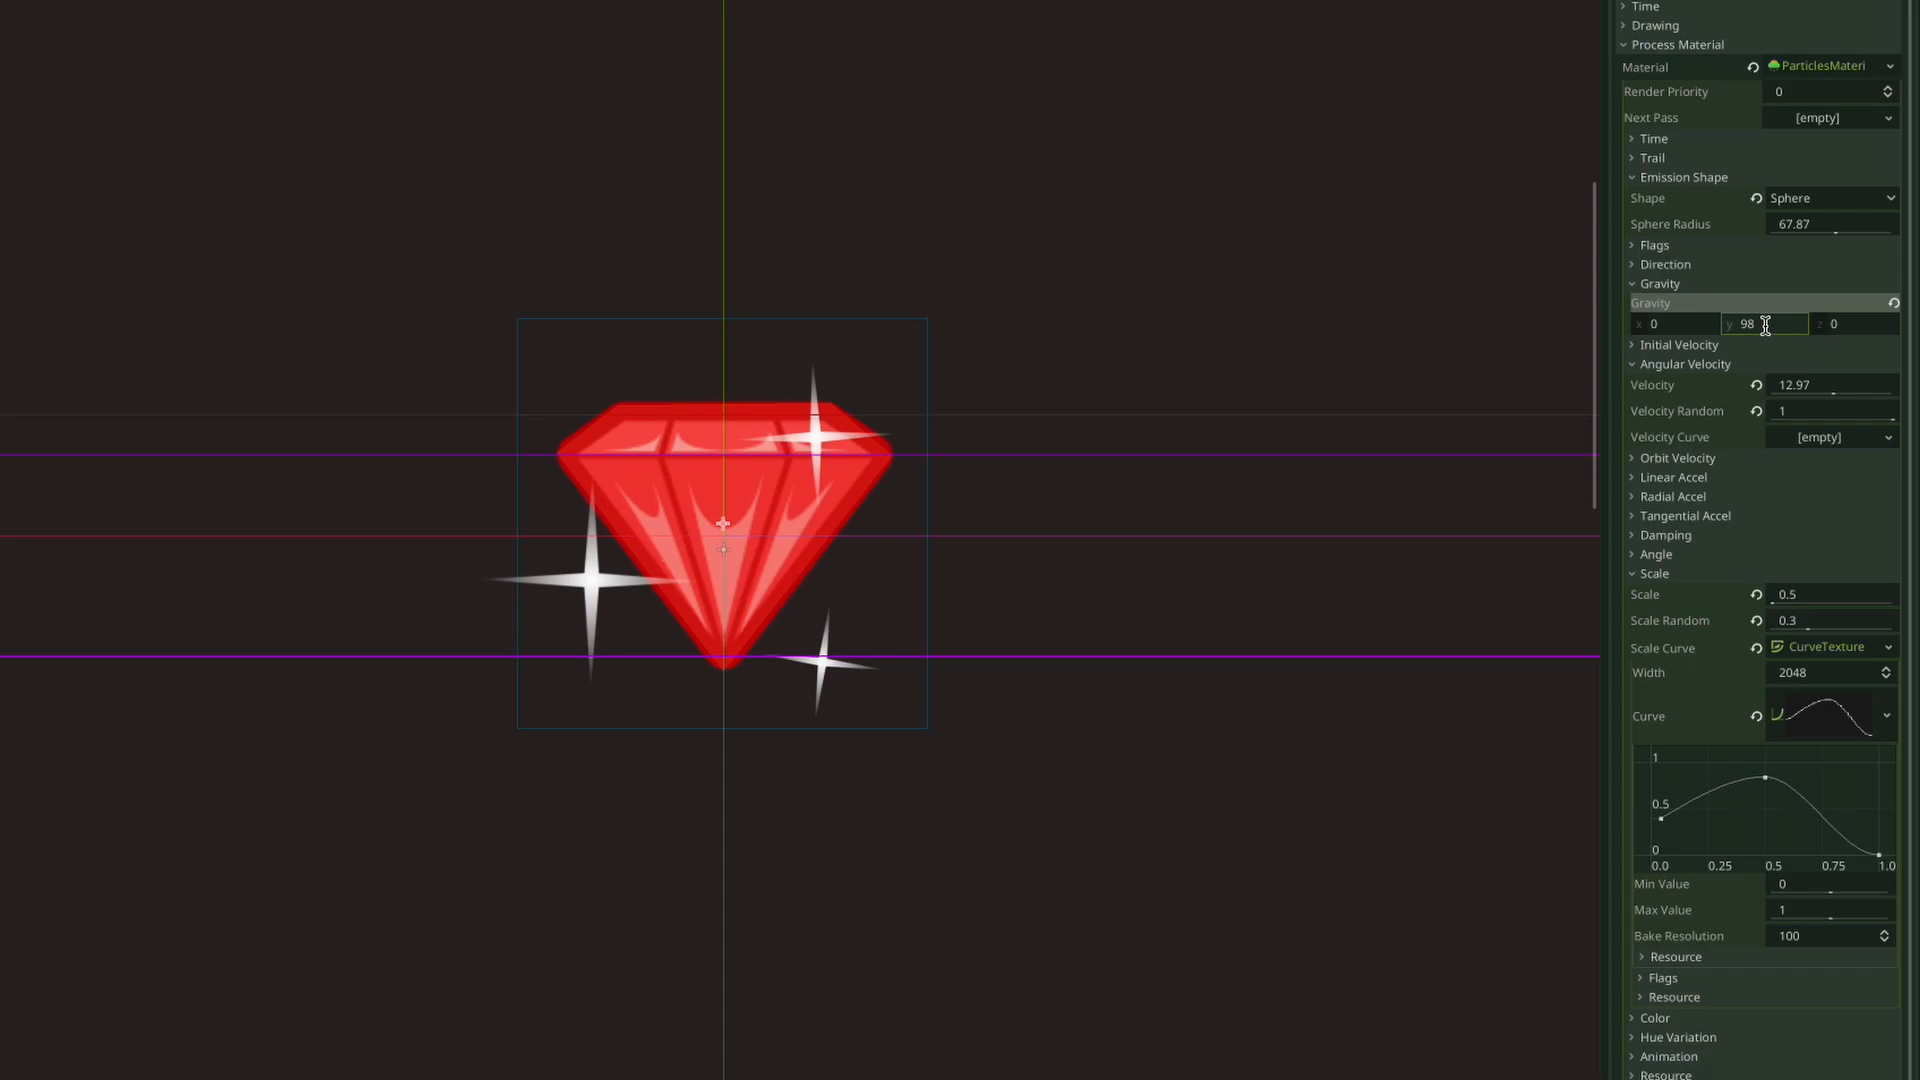 Time
Drawing
Process Material
Material ParticlesMateri
Render Priority 0
Next Pass [empty]
Time
Trail
Emission Shape
Shape Sphere
Sphere Radius 67.87
Flags
Direction
Gravity
Gravity
x 0 y 98 z 0
Initial Velocity
Angular Velocity
Velocity 12.97
Velocity Random 1
Velocity Curve [empty]
Orbit Velocity
Linear Accel
Radial Accel
Tangential Accel
Damping
Angle
Scale
Scale 0.5
Scale Random 0.3
Scale Curve CurveTexture
Width 2048
Curve
1
0.5
0
0.0 0.25 0.5 0.75 1.0
Min Value 0
Max Value 1
Bake Resolution 100
Resource
Flags
Resource
Color
Hue Variation
Animation
Resource